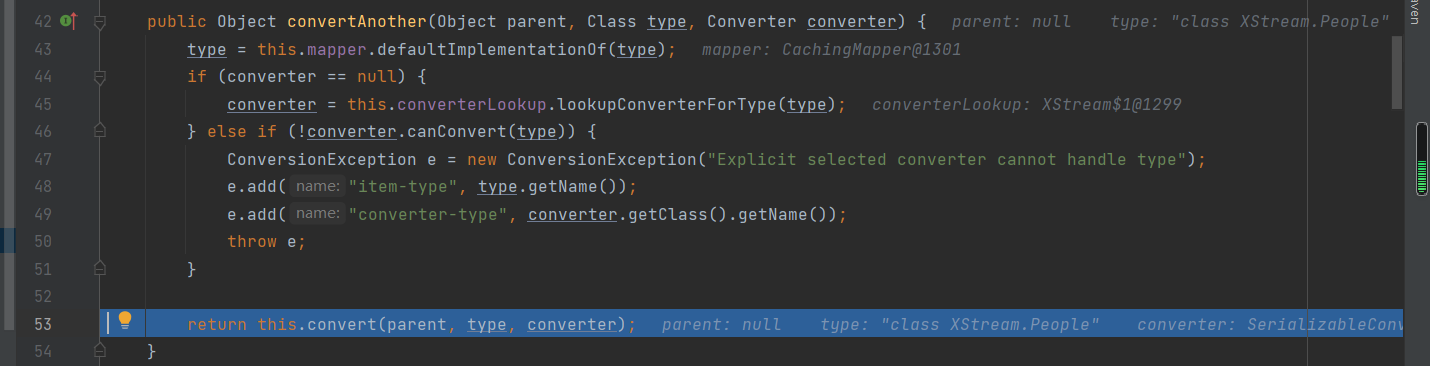 42 public Object convertAnother(Object parent, Class type, Converter converter) { parent: null type: "class XStream.People"
43 type = this.mapper.defaultImplementationOf(type); mapper: CachingMapper@1301
44 if (converter == null) {
45 converter = this.converterLookup.lookupConverterForType(type); converterLookup: XStream$1@1299
46 } else if (!converter.canConvert(type)) {
47 ConversionException e = new ConversionException("Explicit selected converter cannot handle type");
48 e.add( name: "item-type", type.getName());
49 e.add( name: "converter-type", converter.getClass().getName());
50 throw e;
51 }
52
53 return this.convert(parent, type, converter); parent: null type: "class XStream.People" converter: SerializableConv
54 }
aven